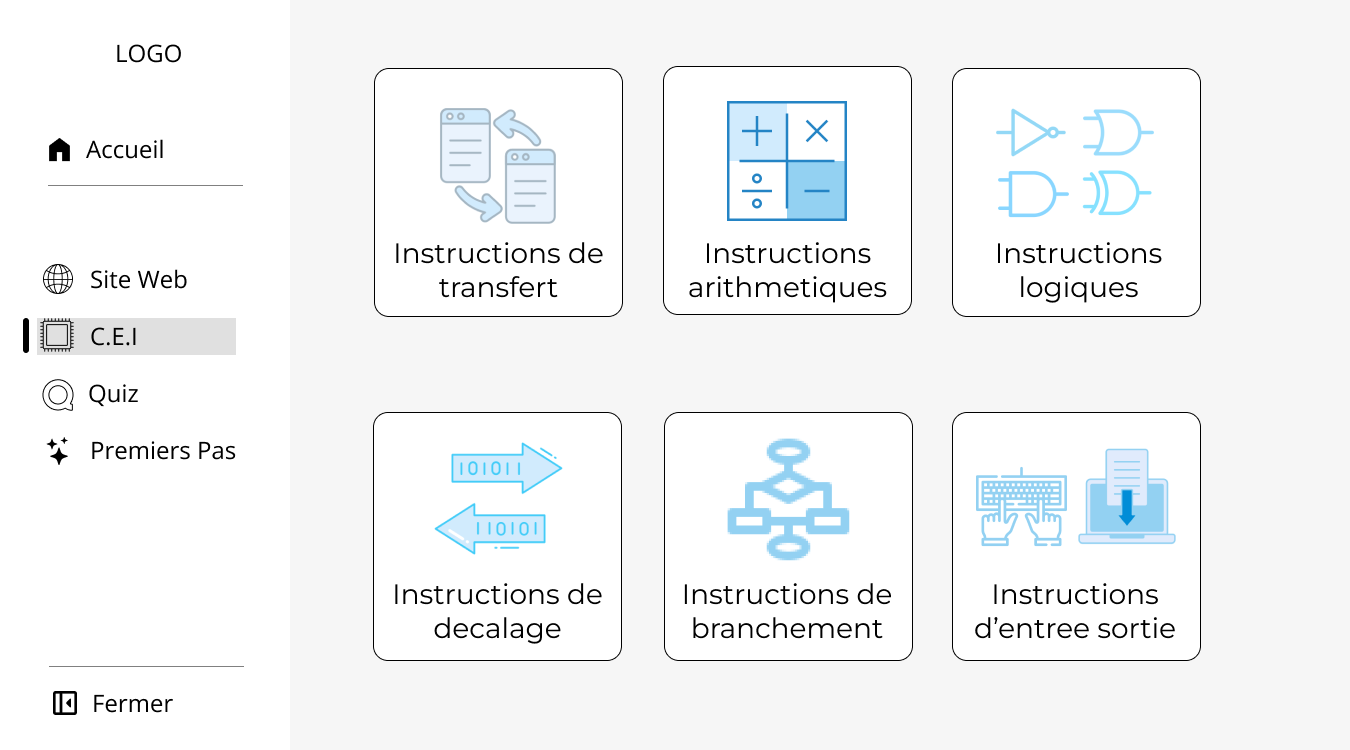 LOGO
Accueil
Site Web
C.E.I
Quiz
Premiers Pas
Fermer
Instructions de
transfert
Instructions
arithmetiques
Instructions
logiques
101011
110101
Instructions de
decalage
Instructions de
branchement
Instructions
d’entree sortie